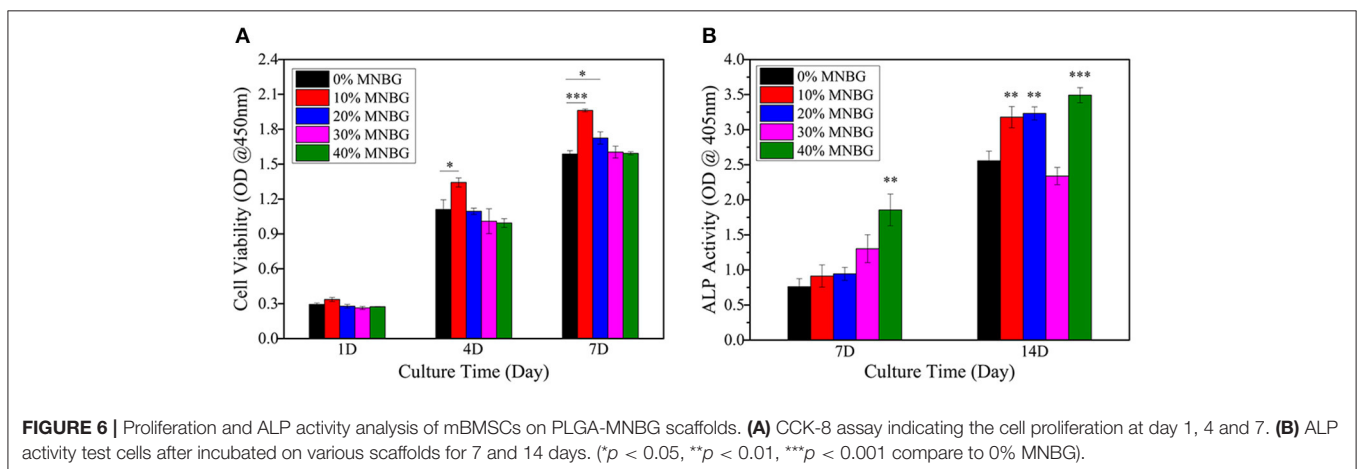 A
2.4
2.1
1.8
1.5
1.2
0.9
0.6
0.3
0.0
Cell Viability (OD @450nm)
0% MNBG
10% MNBG
20% MNBG
30% MNBG
40% MNBG
*
*
***
1D 4D 7D
Culture Time (Day)
B
4.0
3.5
3.0
2.5
2.0
1.5
1.0
0.5
0.0
ALP Activity (OD @ 405nm)
0% MNBG
10% MNBG
20% MNBG
30% MNBG
40% MNBG
**
** ** ***
7D 14D
Culture Time (Day)
FIGURE 6 | Proliferation and ALP activity analysis of mBMSCs on PLGA-MNBG scaffolds. (A) CCK-8 assay indicating the cell proliferation at day 1, 4 and 7. (B) ALP
activity test cells after incubated on various scaffolds for 7 and 14 days. (*p < 0.05, **p < 0.01, ***p < 0.001 compare to 0% MNBG).